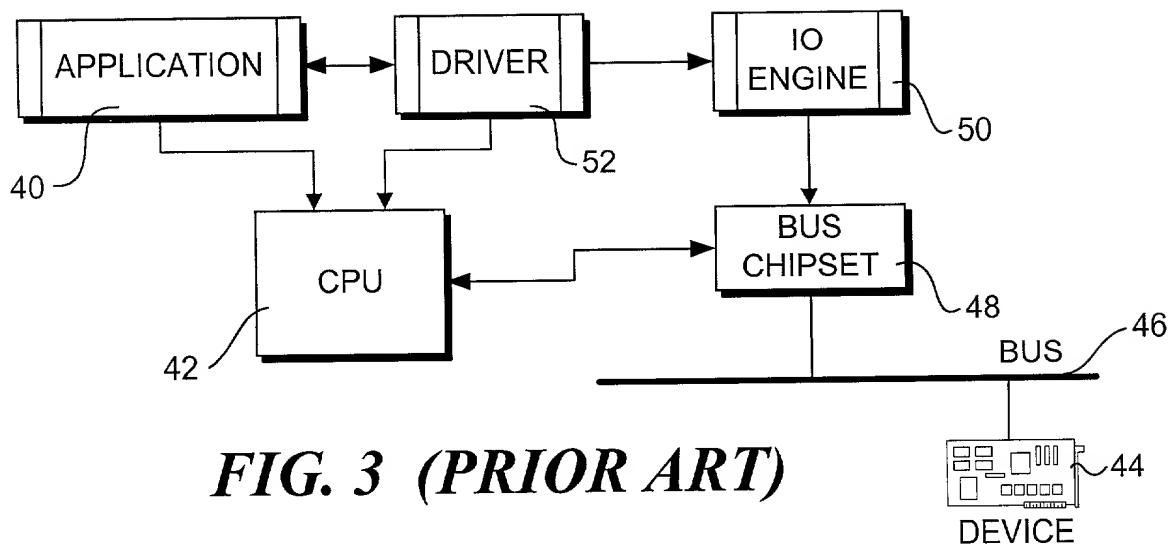 APPLICATION
DRIVER
IO
ENGINE
40
52
50
CPU
BUS
CHIPSET
42
48
BUS
46
FIG. 3 (PRIOR ART)
44
DEVICE